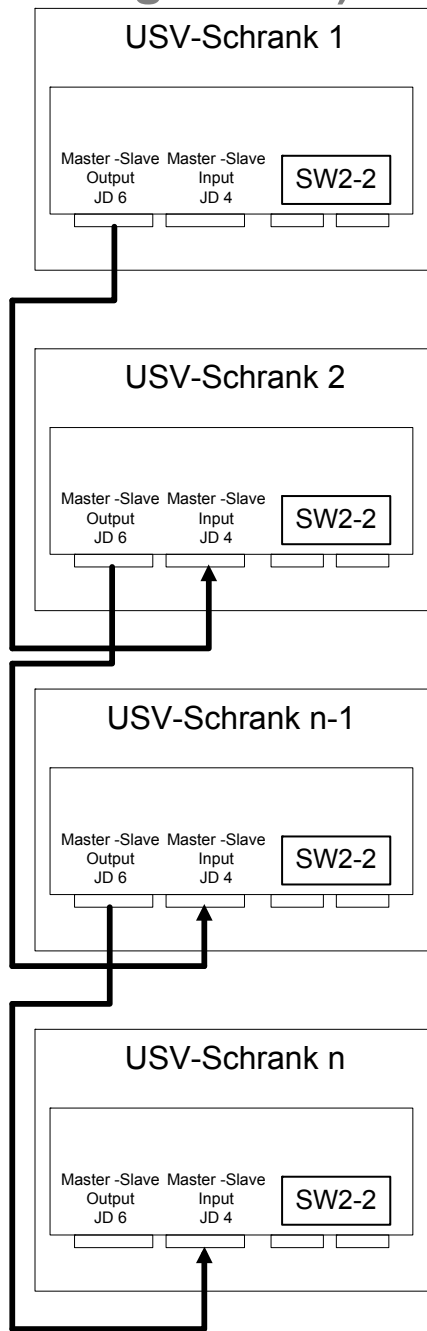 USV-Schrank 1
Master -Slave Master -Slave
Output Input SW2-2
JD 6 JD 4
USV-Schrank 2
Master -Slave Master -Slave
Output Input SW2-2
JD 6 JD 4
USV-Schrank n-1
Master -Slave Master -Slave
Output Input SW2-2
JD 6 JD 4
USV-Schrank n
Master -Slave Master -Slave
Output Input SW2-2
JD 6 JD 4